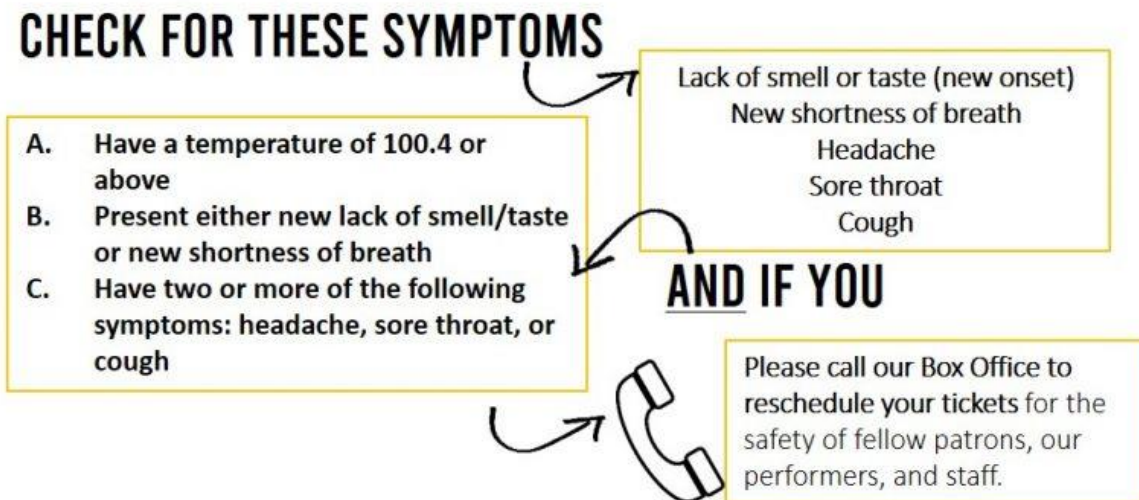 CHECK FOR THESE SYMPTOMS
Lack of smell or taste (new onset)
New shortness of breath
Headache
Sore throat
Cough
AND IF YOU
A. Have a temperature of 100.4 or
above
B. Present either new lack of smell/taste
or new shortness of breath
C. Have two or more of the following
symptoms: headache, sore throat, or
cough
Please call our Box Office to
reschedule your tickets for the
safety of fellow patrons, our
performers, and staff.